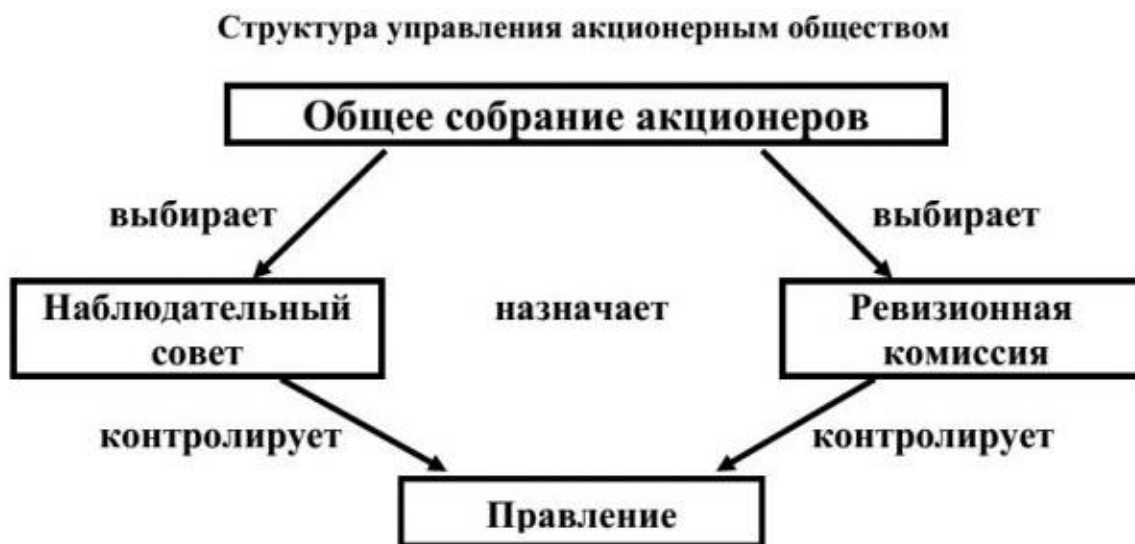 Структура управления акционерным обществом
Общее собрание акционеров
выбирает
выбирает
Наблюдательный
совет
назначает
Ревизионная
комиссия
контролирует
контролирует
Правление